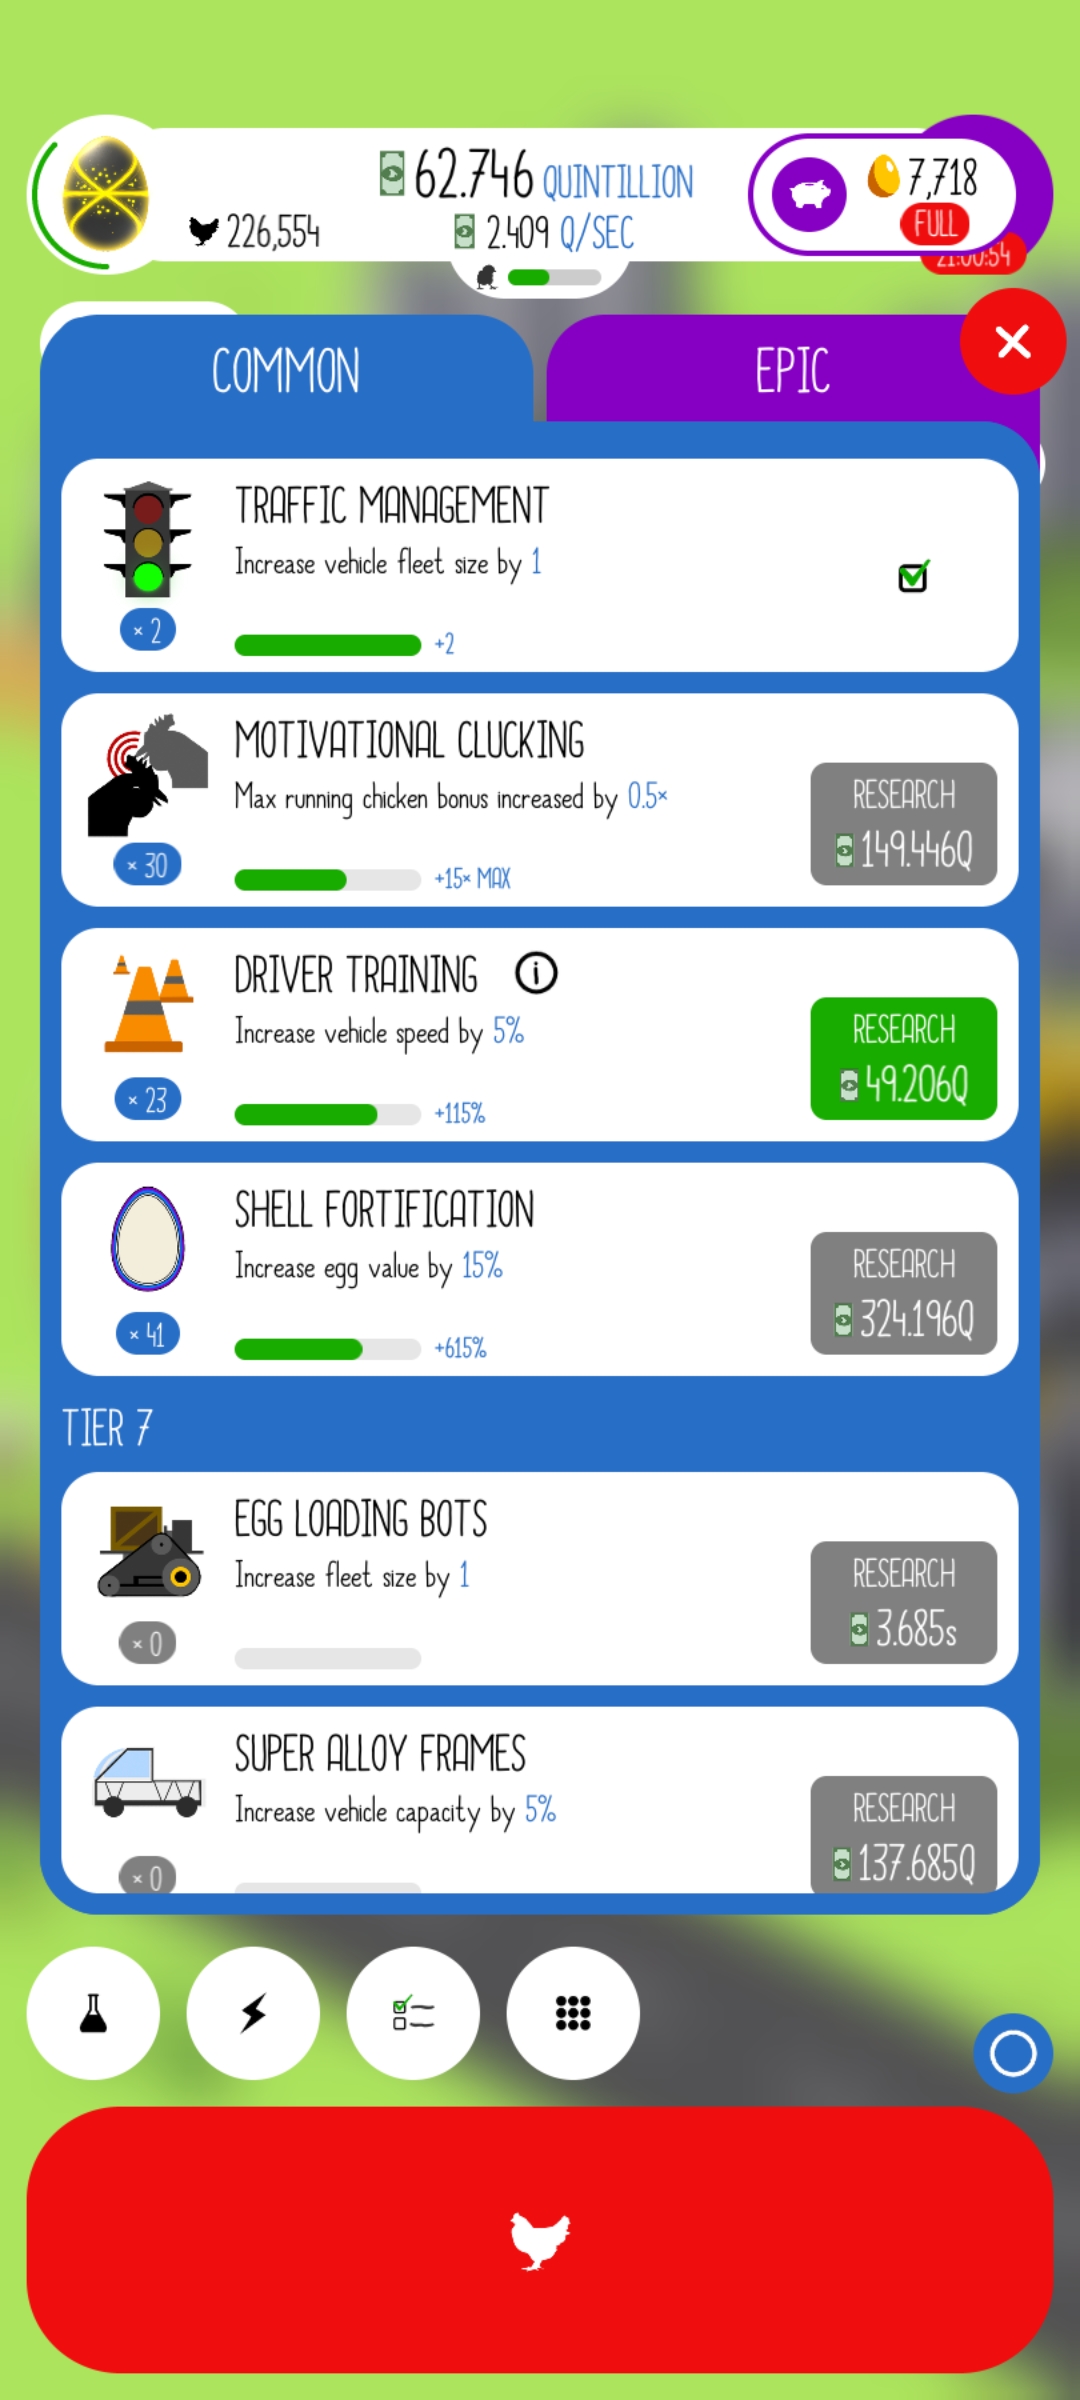 62.746 QUINTILLION
7,718
226,554
2.409 Q/SEC
FULL
21:00:54
COMMON
EPIC
TRAFFIC MANAGEMENT
Increase vehicle fleet size by 1
× 2
+2
MOTIVATIONAL CLUCKING
Max running chicken bonus increased by 0.5×
RESEARCH
149.446Q
× 30
+15× MAX
DRIVER TRAINING i
Increase vehicle speed by 5%
RESEARCH
49.206Q
× 23
+115%
SHELL FORTIFICATION
Increase egg value by 15%
RESEARCH
324.196Q
× 41
+615%
TIER 7
EGG LOADING BOTS
Increase fleet size by 1
RESEARCH
3.685s
× 0
SUPER ALLOY FRAMES
Increase vehicle capacity by 5%
RESEARCH
137.685Q
× 0